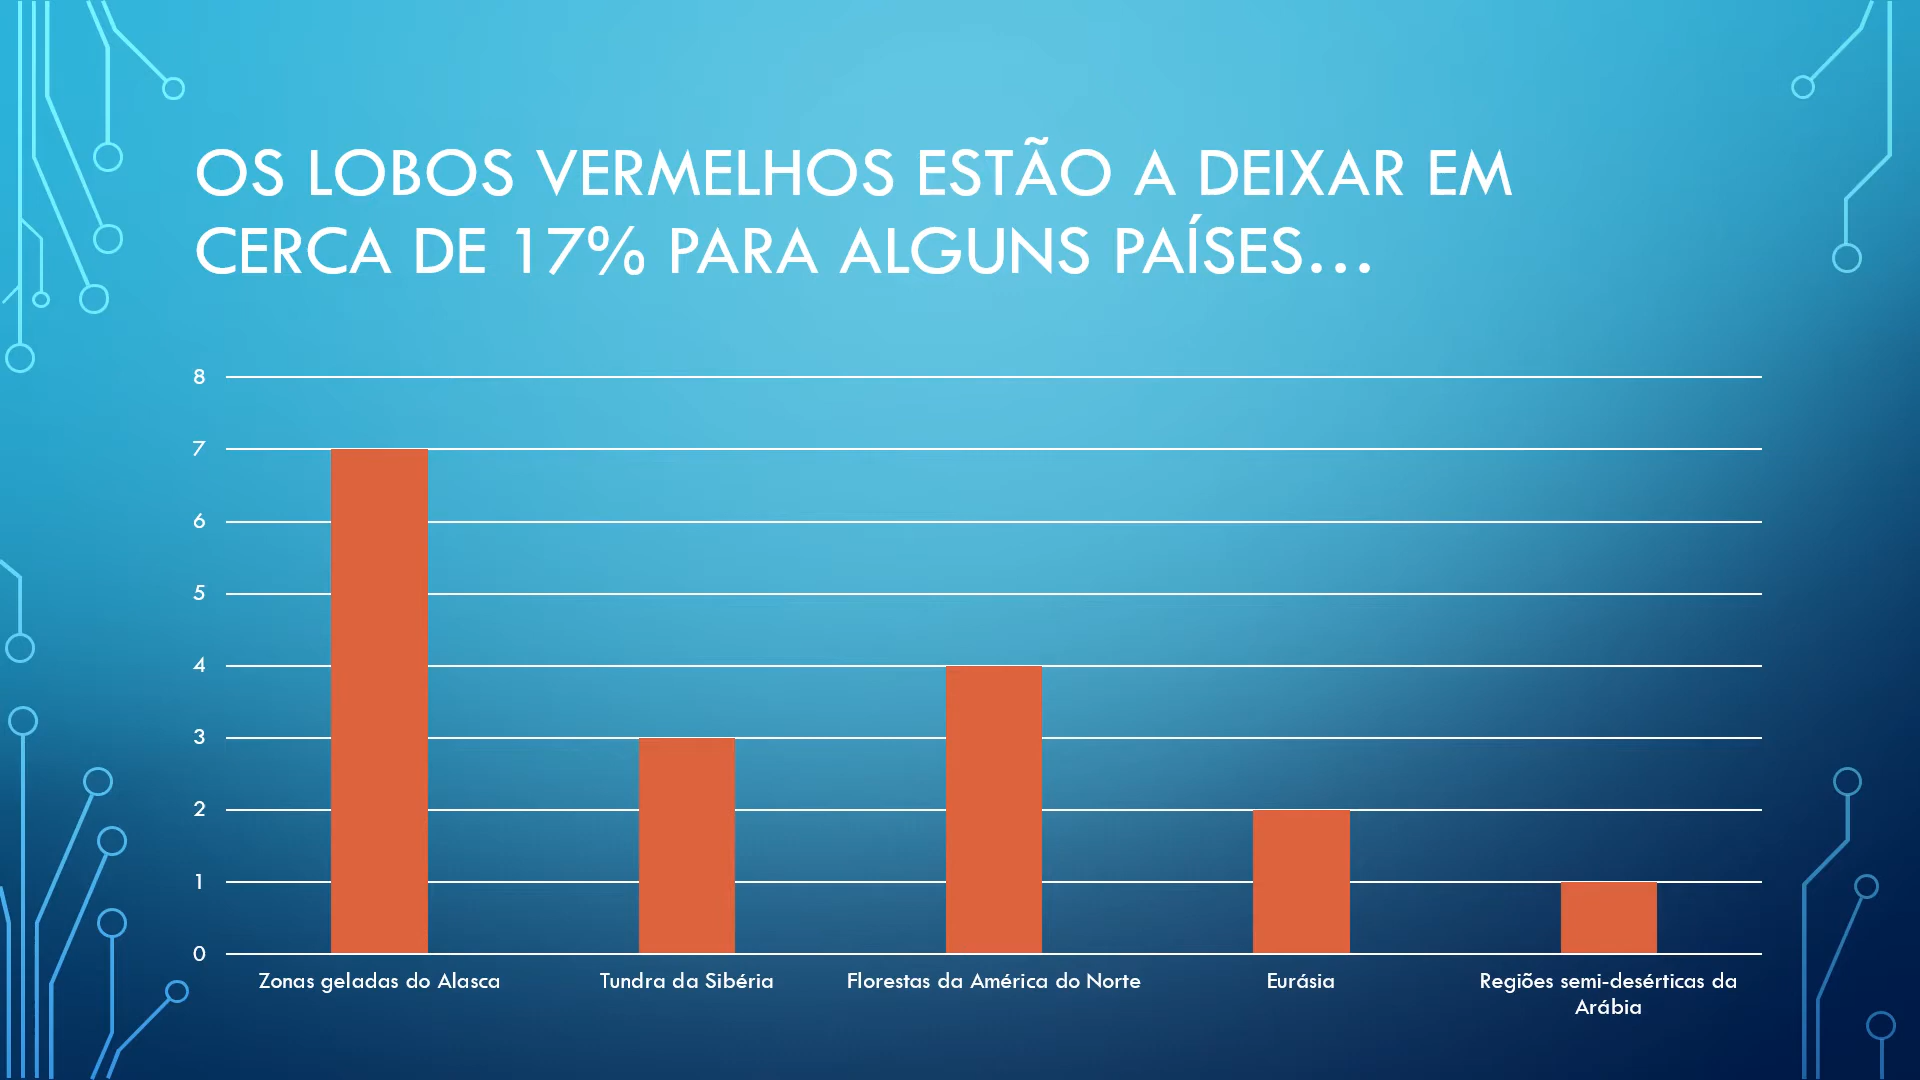 OS LOBOS VERMELHOS ESTÃO A DEIXAR EM
CERCA DE 17% PARA ALGUNS PAÍSES...
8
7
6
5
4
3
2
1
0
Zonas geladas do Alasca
Tundra da Sibéria
Florestas da América do Norte
Eurásia
Regiões semi-desérticas da
Arábia